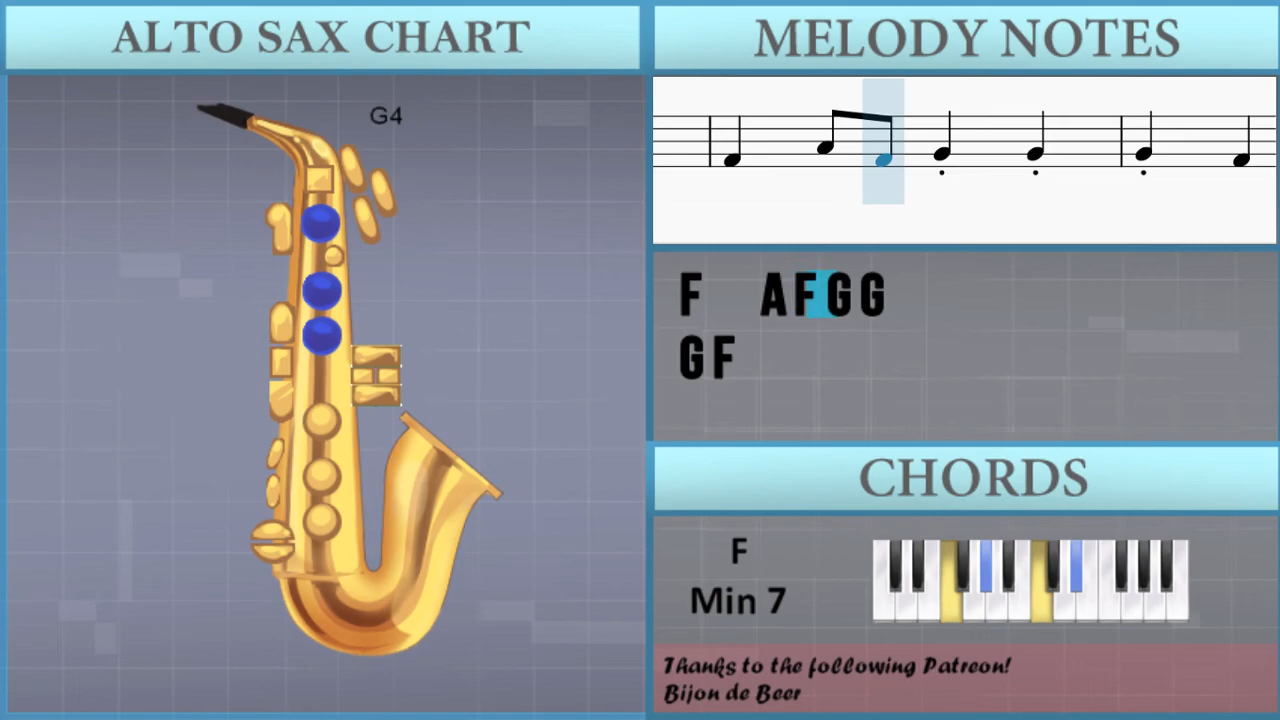 ALTO SAX CHART
G4
MELODY NOTES
F AFGG
GF
CHORDS
F
Min 7
Thanks to the following Patreon!
Bijon de Beer